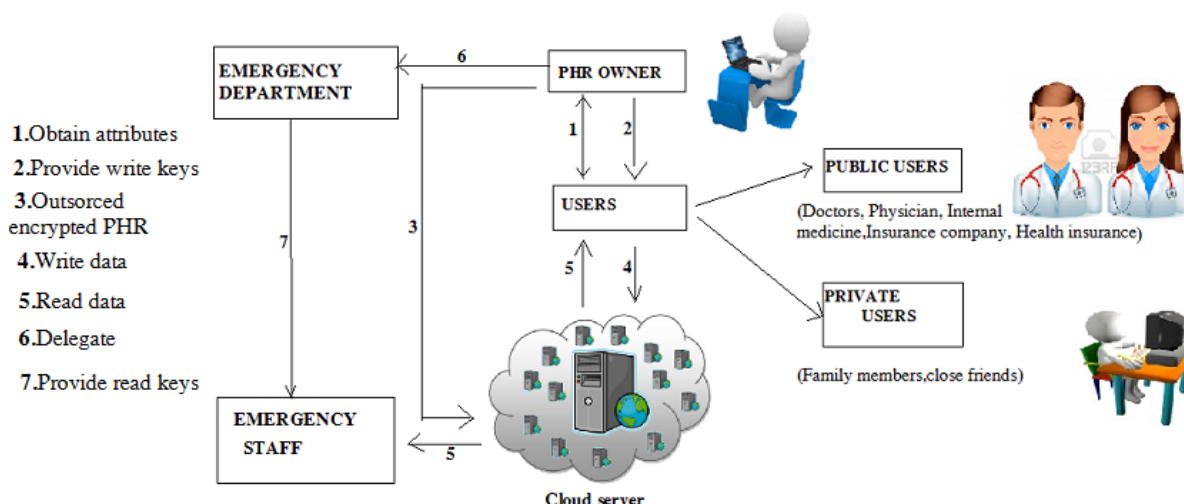 EMERGENCY
DEPARTMENT
6
PHR OWNER
1.Obtain attributes
2.Provide write keys
3.Outsorced
encrypted PHR
4.Write data
5.Read data
6.Delegate
7.Provide read keys
1
2
7
3
USERS
5
4
PUBLIC USERS
(Doctors, Physician, Internal
medicine,Insurance company, Health insurance)
PRIVATE
USERS
(Family members,close friends)
EMERGENCY
STAFF
5
Cloud server
123RF